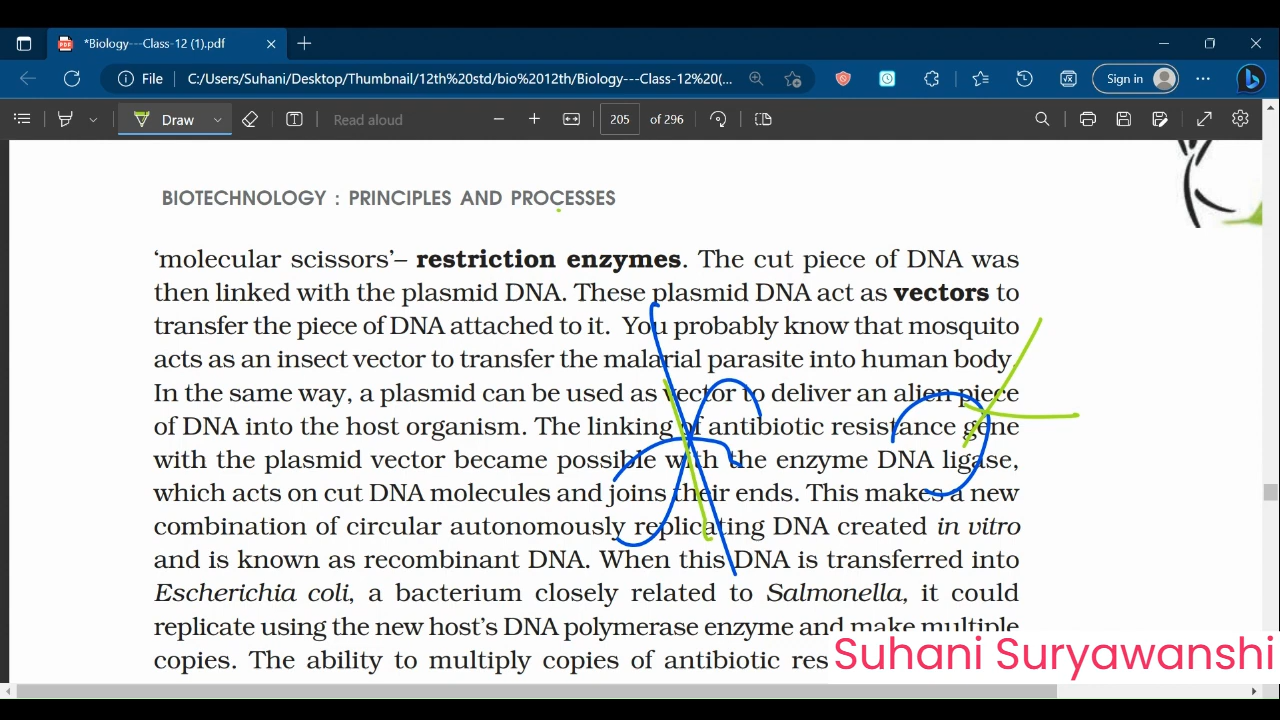 *Biology---Class-12 (1).pdf
File C:/Users/Suhani/Desktop/Thumbnail/12th%20std/bio%2012th/Biology---Class-12%20(... Sign in
Draw Read aloud 205 of 296
BIOTECHNOLOGY : PRINCIPLES AND PROCESSES
‘molecular scissors’– restriction enzymes. The cut piece of DNA was
then linked with the plasmid DNA. These plasmid DNA act as vectors to
transfer the piece of DNA attached to it. You probably know that mosquito
acts as an insect vector to transfer the malarial parasite into human body.
In the same way, a plasmid can be used as vector to deliver an alien piece
of DNA into the host organism. The linking of antibiotic resistance gene
with the plasmid vector became possible with the enzyme DNA ligase,
which acts on cut DNA molecules and joins their ends. This makes a new
combination of circular autonomously replicating DNA created in vitro
and is known as recombinant DNA. When this DNA is transferred into
Escherichia coli, a bacterium closely related to Salmonella, it could
replicate using the new host’s DNA polymerase enzyme and make multiple
copies. The ability to multiply copies of antibiotic res
Suhani Suryawanshi